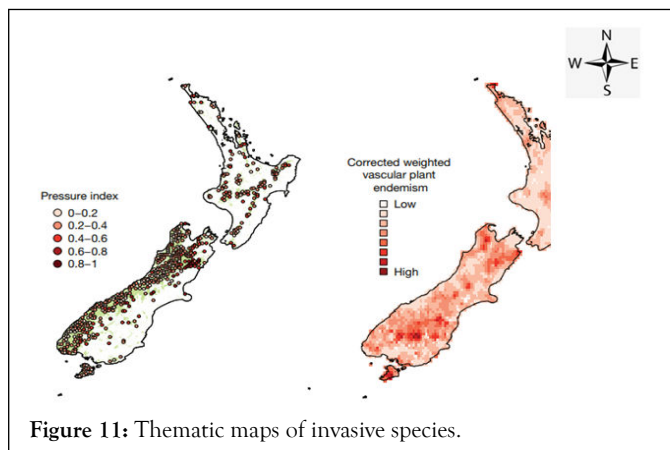 N
W E
S
Pressure index
0–0.2
0.2–0.4
0.4–0.6
0.6–0.8
0.8–1
Corrected weighted
vascular plant
endemism
Low
High
Figure 11: Thematic maps of invasive species.